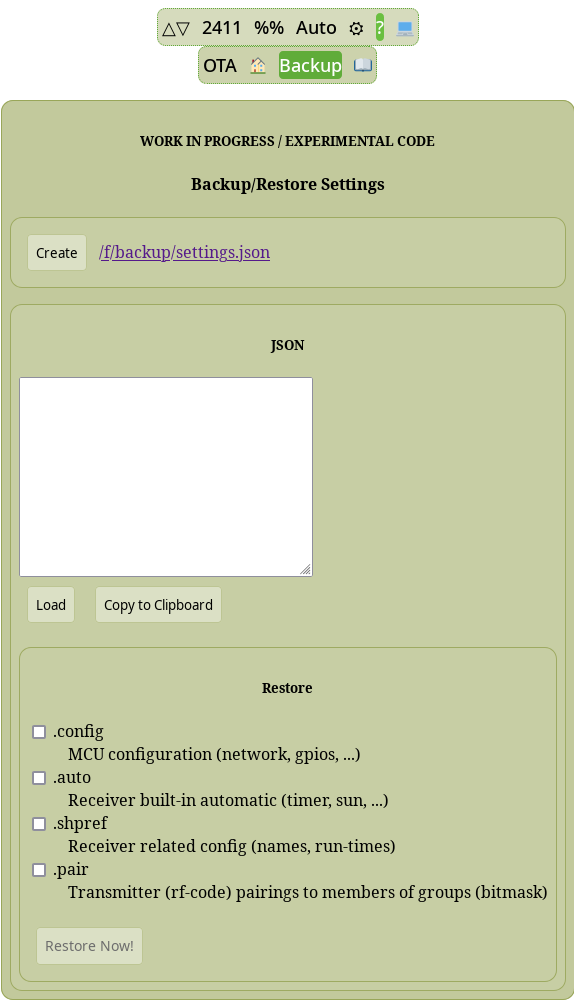 △▽ 2411 %% Auto ⚙ ?
OTA Backup
WORK IN PROGRESS / EXPERIMENTAL CODE
Backup/Restore Settings
Create /f/backup/settings.json
JSON
Load Copy to Clipboard
Restore
.config
MCU configuration (network, gpios, ...)
.auto
Receiver built-in automatic (timer, sun, ...)
.shpref
Receiver related config (names, run-times)
.pair
Transmitter (rf-code) pairings to members of groups (bitmask)
Restore Now!